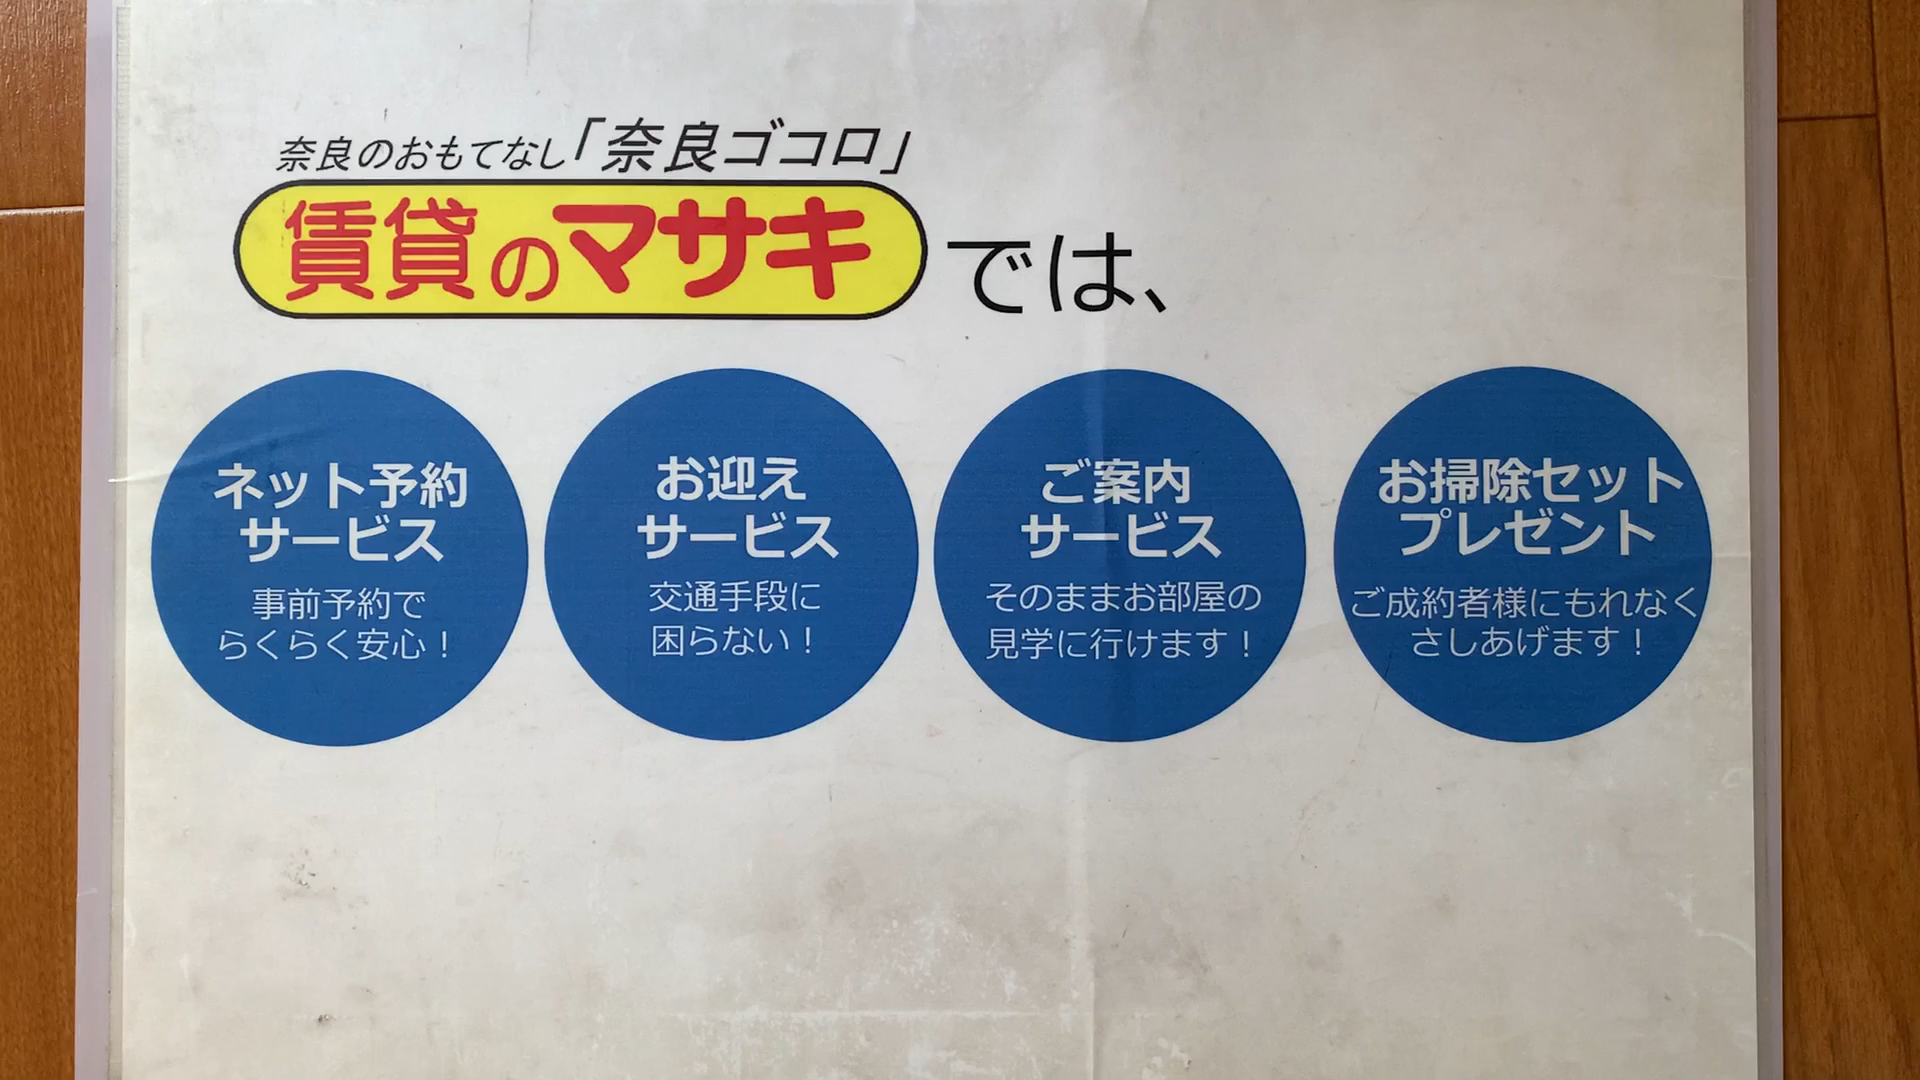 奈良のおもてなし「奈良ゴコロ」
賃貸のマサキでは、
ネット予約
サービス
事前予約で
らくらく安心！
お迎え
サービス
交通手段に
困らない！
ご案内
サービス
そのままお部屋の
見学に行けます！
お掃除セット
プレゼント
ご成約者様にもれなく
さしあげます！